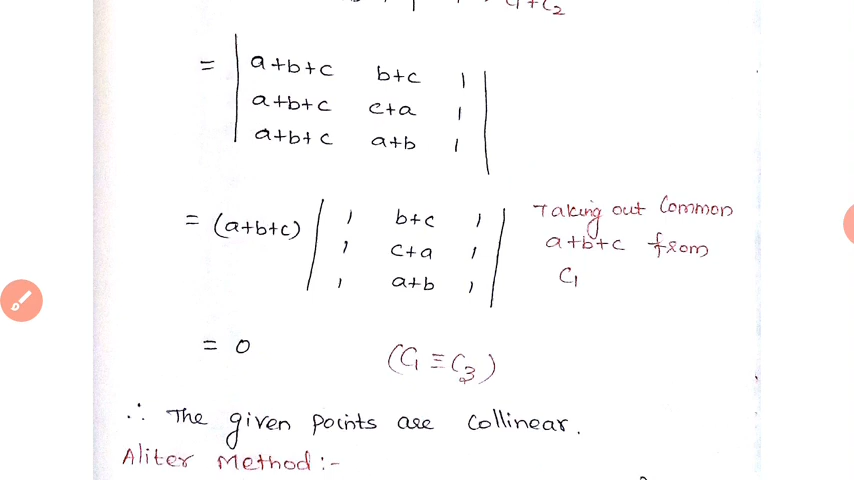 C₁+C₂
= | a+b+c b+c 1 |
| a+b+c c+a 1 |
| a+b+c a+b 1 |
= (a+b+c) | 1 b+c 1 | Taking out Common
| 1 c+a 1 | a+b+c from
| 1 a+b 1 | C₁
= 0 (C₁ ≡ C₃)
∴ The given points are collinear.
Aliter Method:-